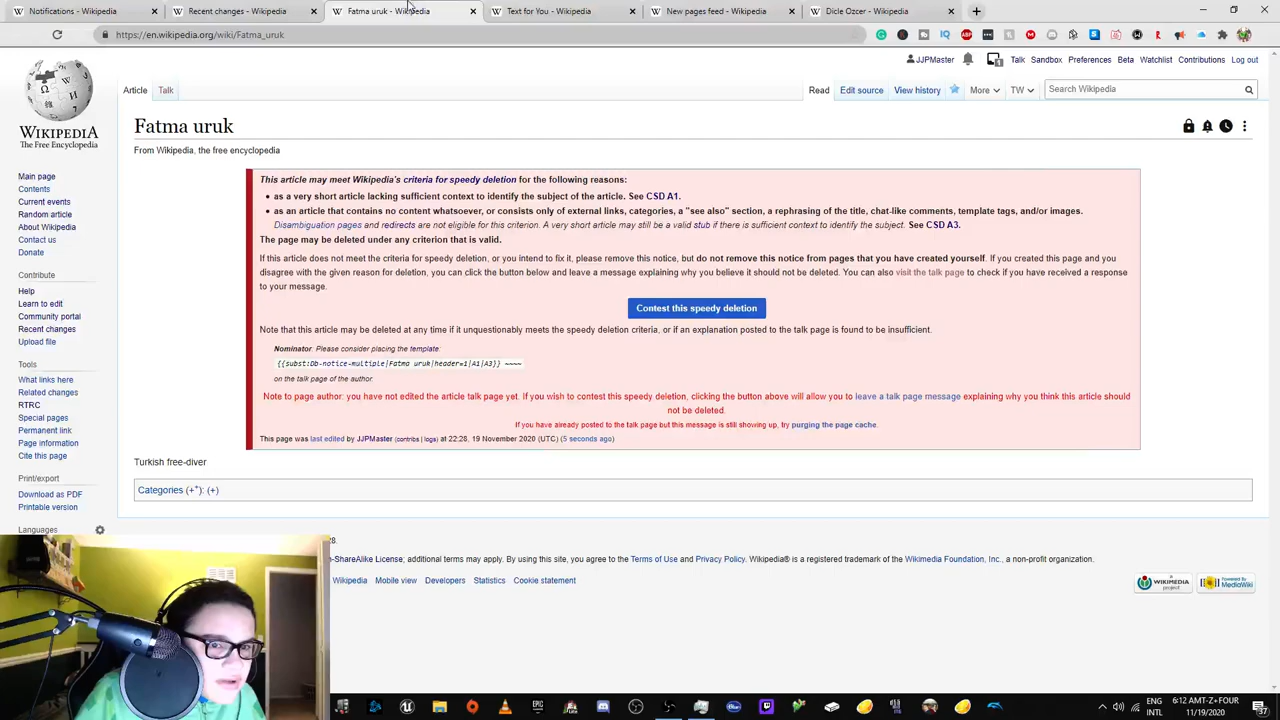 Notifications - Wikipedia
Recent changes - Wikipedia
Fatma uruk - Wikipedia
Text for You - Wikipedia
New pages feed - Wikipedia
Dicle Ozcer - Wikipedia
https://en.wikipedia.org/wiki/Fatma_uruk
JJPMaster Talk Sandbox Preferences Beta Watchlist Contributions Log out
Article Talk Read Edit source View history More TW Search Wikipedia
WIKIPEDIA
The Free Encyclopedia
Fatma uruk
From Wikipedia, the free encyclopedia
Main page
Contents
Current events
Random article
About Wikipedia
Contact us
Donate
Contribute
Help
Learn to edit
Community portal
Recent changes
Upload file
Tools
What links here
Related changes
RTRC
Special pages
Permanent link
Page information
Cite this page
Print/export
Download as PDF
Printable version
Languages
This article may meet Wikipedia's criteria for speedy deletion for the following reasons:
• as a very short article lacking sufficient context to identify the subject of the article. See CSD A1.
• as an article that contains no content whatsoever, or consists only of external links, categories, a "see also" section, a rephrasing of the title, chat-like comments, template tags, and/or images.
Disambiguation pages and redirects are not eligible for this criterion. A very short article may still be a valid stub if there is sufficient context to identify the subject. See CSD A3.
The page may be deleted under any criterion that is valid.
If this article does not meet the criteria for speedy deletion, or you intend to fix it, please remove this notice, but do not remove this notice from pages that you have created yourself. If you created this page and you
disagree with the given reason for deletion, you can click the button below and leave a message explaining why you believe it should not be deleted. You can also visit the talk page to check if you have received a response
to your message.
Contest this speedy deletion
Note that this article may be deleted at any time if it unquestionably meets the speedy deletion criteria, or if an explanation posted to the talk page is found to be insufficient.
Nominator: Please consider placing the template:
{{subst:Db-notice-multiple|Fatma uruk|header=1|A1|A3}} ~~~~
on the talk page of the author.
Note to page author: you have not edited the article talk page yet. If you wish to contest this speedy deletion, clicking the button above will allow you to leave a talk page message explaining why you think this article should
not be deleted.
If you have already posted to the talk page but this message is still showing up, try purging the page cache.
This page was last edited by JJPMaster (contribs | logs) at 22:28, 19 November 2020 (UTC) (5 seconds ago)
Turkish free-diver
Categories (++): (+)
28.
-ShareAlike License; additional terms may apply. By using this site, you agree to the Terms of Use and Privacy Policy. Wikipedia® is a registered trademark of the Wikimedia Foundation, Inc., a non-profit organization.
Wikipedia Mobile view Developers Statistics Cookie statement
A WIKIMEDIA project
Powered By MediaWiki
ENG
INTL
6:12 AMT-Z+FOUR
11/19/2020